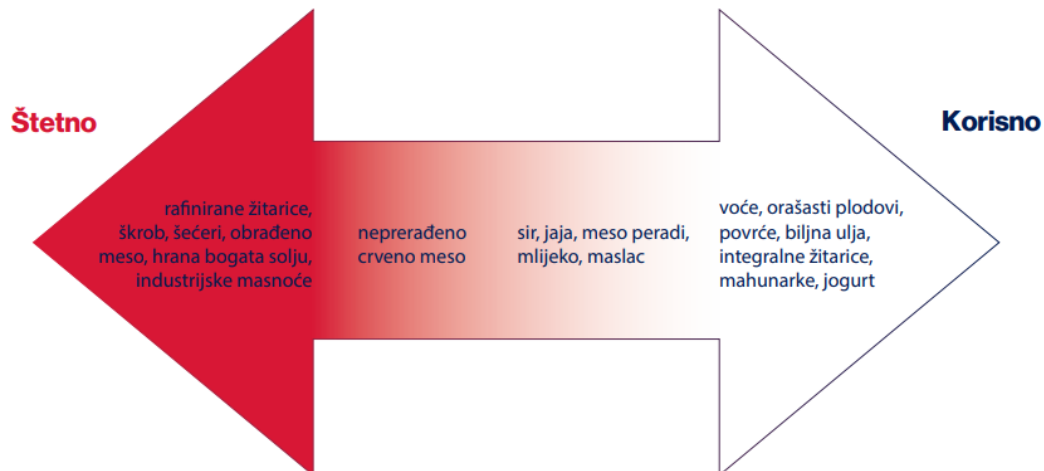 Štetno
Korisno
rafinirane žitarice,
škrob, šećeri, obrađeno
meso, hrana bogata solju,
industrijske masnoće
neprerađeno
crveno meso
sir, jaja, meso peradi,
mlijeko, maslac
voće, orašasti plodovi,
povrće, biljna ulja,
integralne žitarice,
mahunarke, jogurt